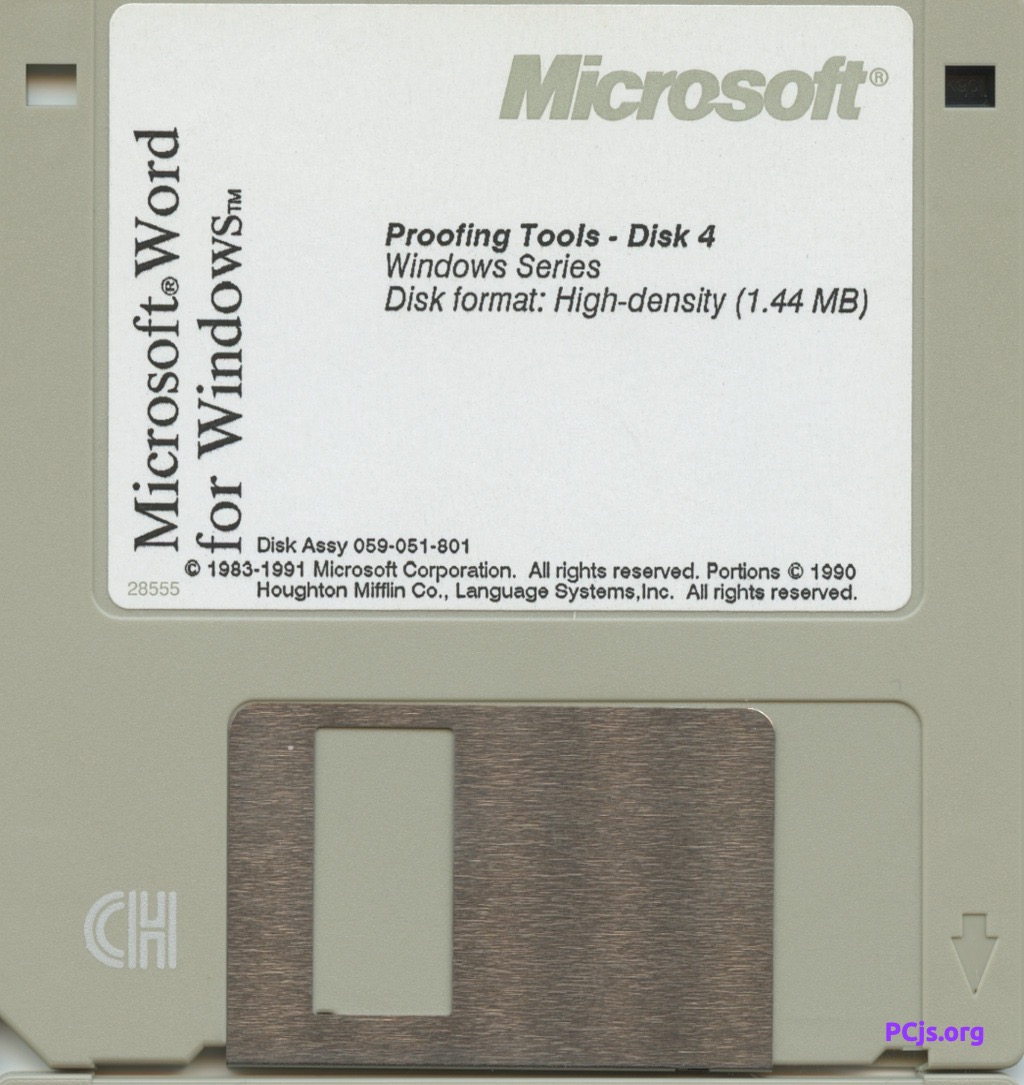 Microsoft®
Microsoft® Word
for Windows™
Proofing Tools - Disk 4
Windows Series
Disk format: High-density (1.44 MB)
Disk Assy 059-051-801
© 1983-1991 Microsoft Corporation. All rights reserved. Portions © 1990
28555
Houghton Mifflin Co., Language Systems,Inc. All rights reserved.
CH
PCjs.org